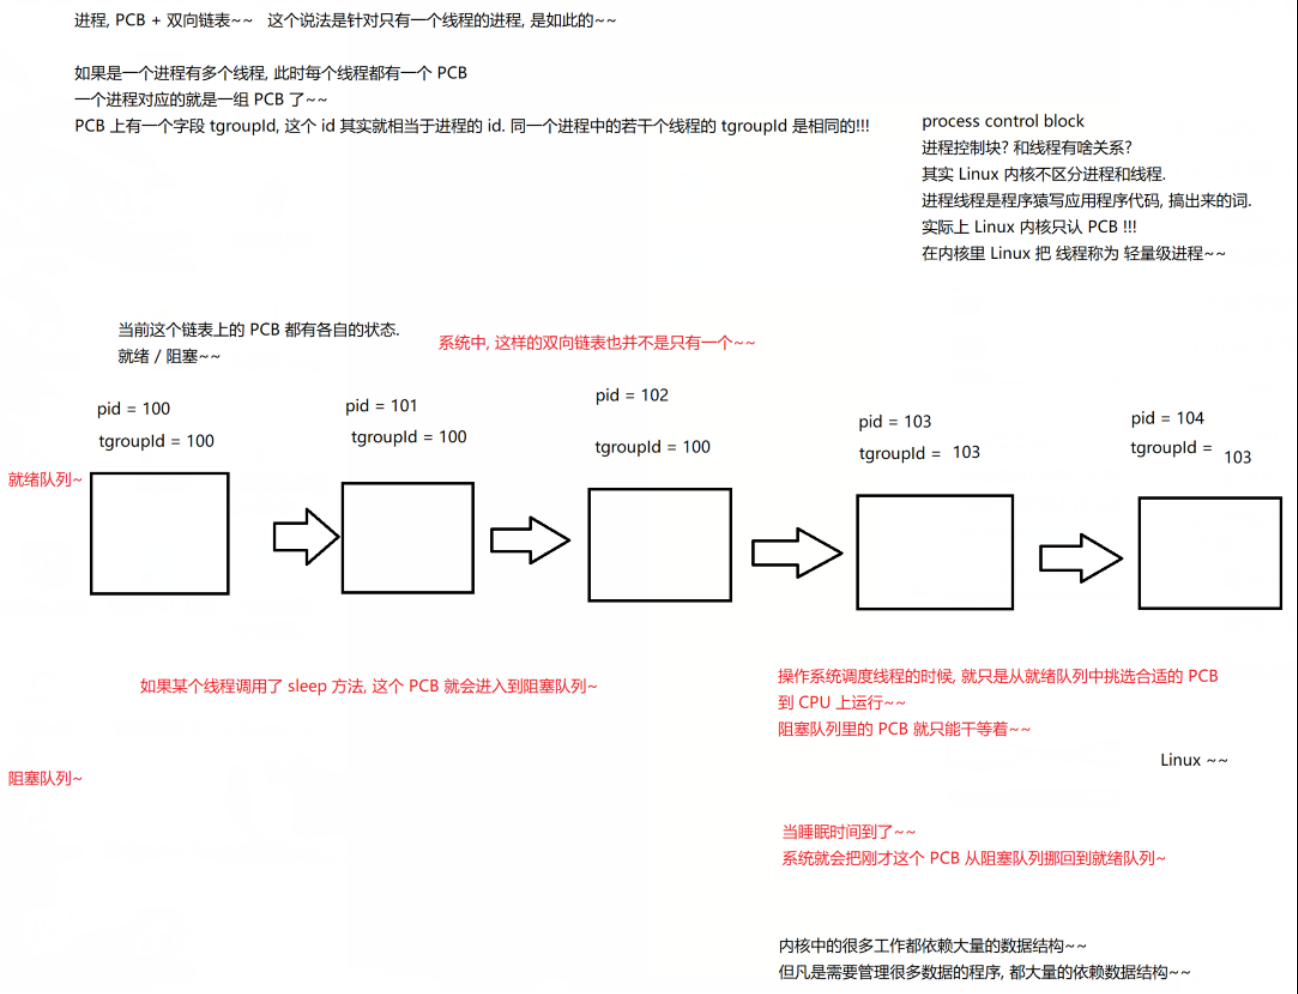 进程, PCB + 双向链表~~   这个说法是针对只有一个线程的进程, 是如此的~~
如果是一个进程有多个线程, 此时每个线程都有一个 PCB
一个进程对应的就是一组 PCB 了~~
PCB 上有一个字段 tgroupId, 这个 id 其实就相当于进程的 id. 同一个进程中的若干个线程的 tgroupId 是相同的!!!
process control block
进程控制块? 和线程有啥关系?
其实 Linux 内核不区分进程和线程.
进程线程是程序猿写应用程序代码, 搞出来的词.
实际上 Linux 内核只认 PCB !!!
在内核里 Linux 把 线程称为 轻量级进程~~
当前这个链表上的 PCB 都有各自的状态.
就绪 / 阻塞~~
系统中, 这样的双向链表也并不是只有一个~~
pid = 100
tgroupId = 100
pid = 101
tgroupId = 100
pid = 102
tgroupId = 100
pid = 103
tgroupId = 103
pid = 104
tgroupId = 103
就绪队列~
如果某个线程调用了 sleep 方法, 这个 PCB 就会进入到阻塞队列~
操作系统调度线程的时候, 就只是从就绪队列中挑选合适的 PCB
到 CPU 上运行~~
阻塞队列里的 PCB 就只能干等着~~
Linux ~~
阻塞队列~
当睡眠时间到了~~
系统就会把刚才这个 PCB 从阻塞队列挪回到就绪队列~
内核中的很多工作都依赖大量的数据结构~~
但凡是需要管理很多数据的程序, 都大量的依赖数据结构~~